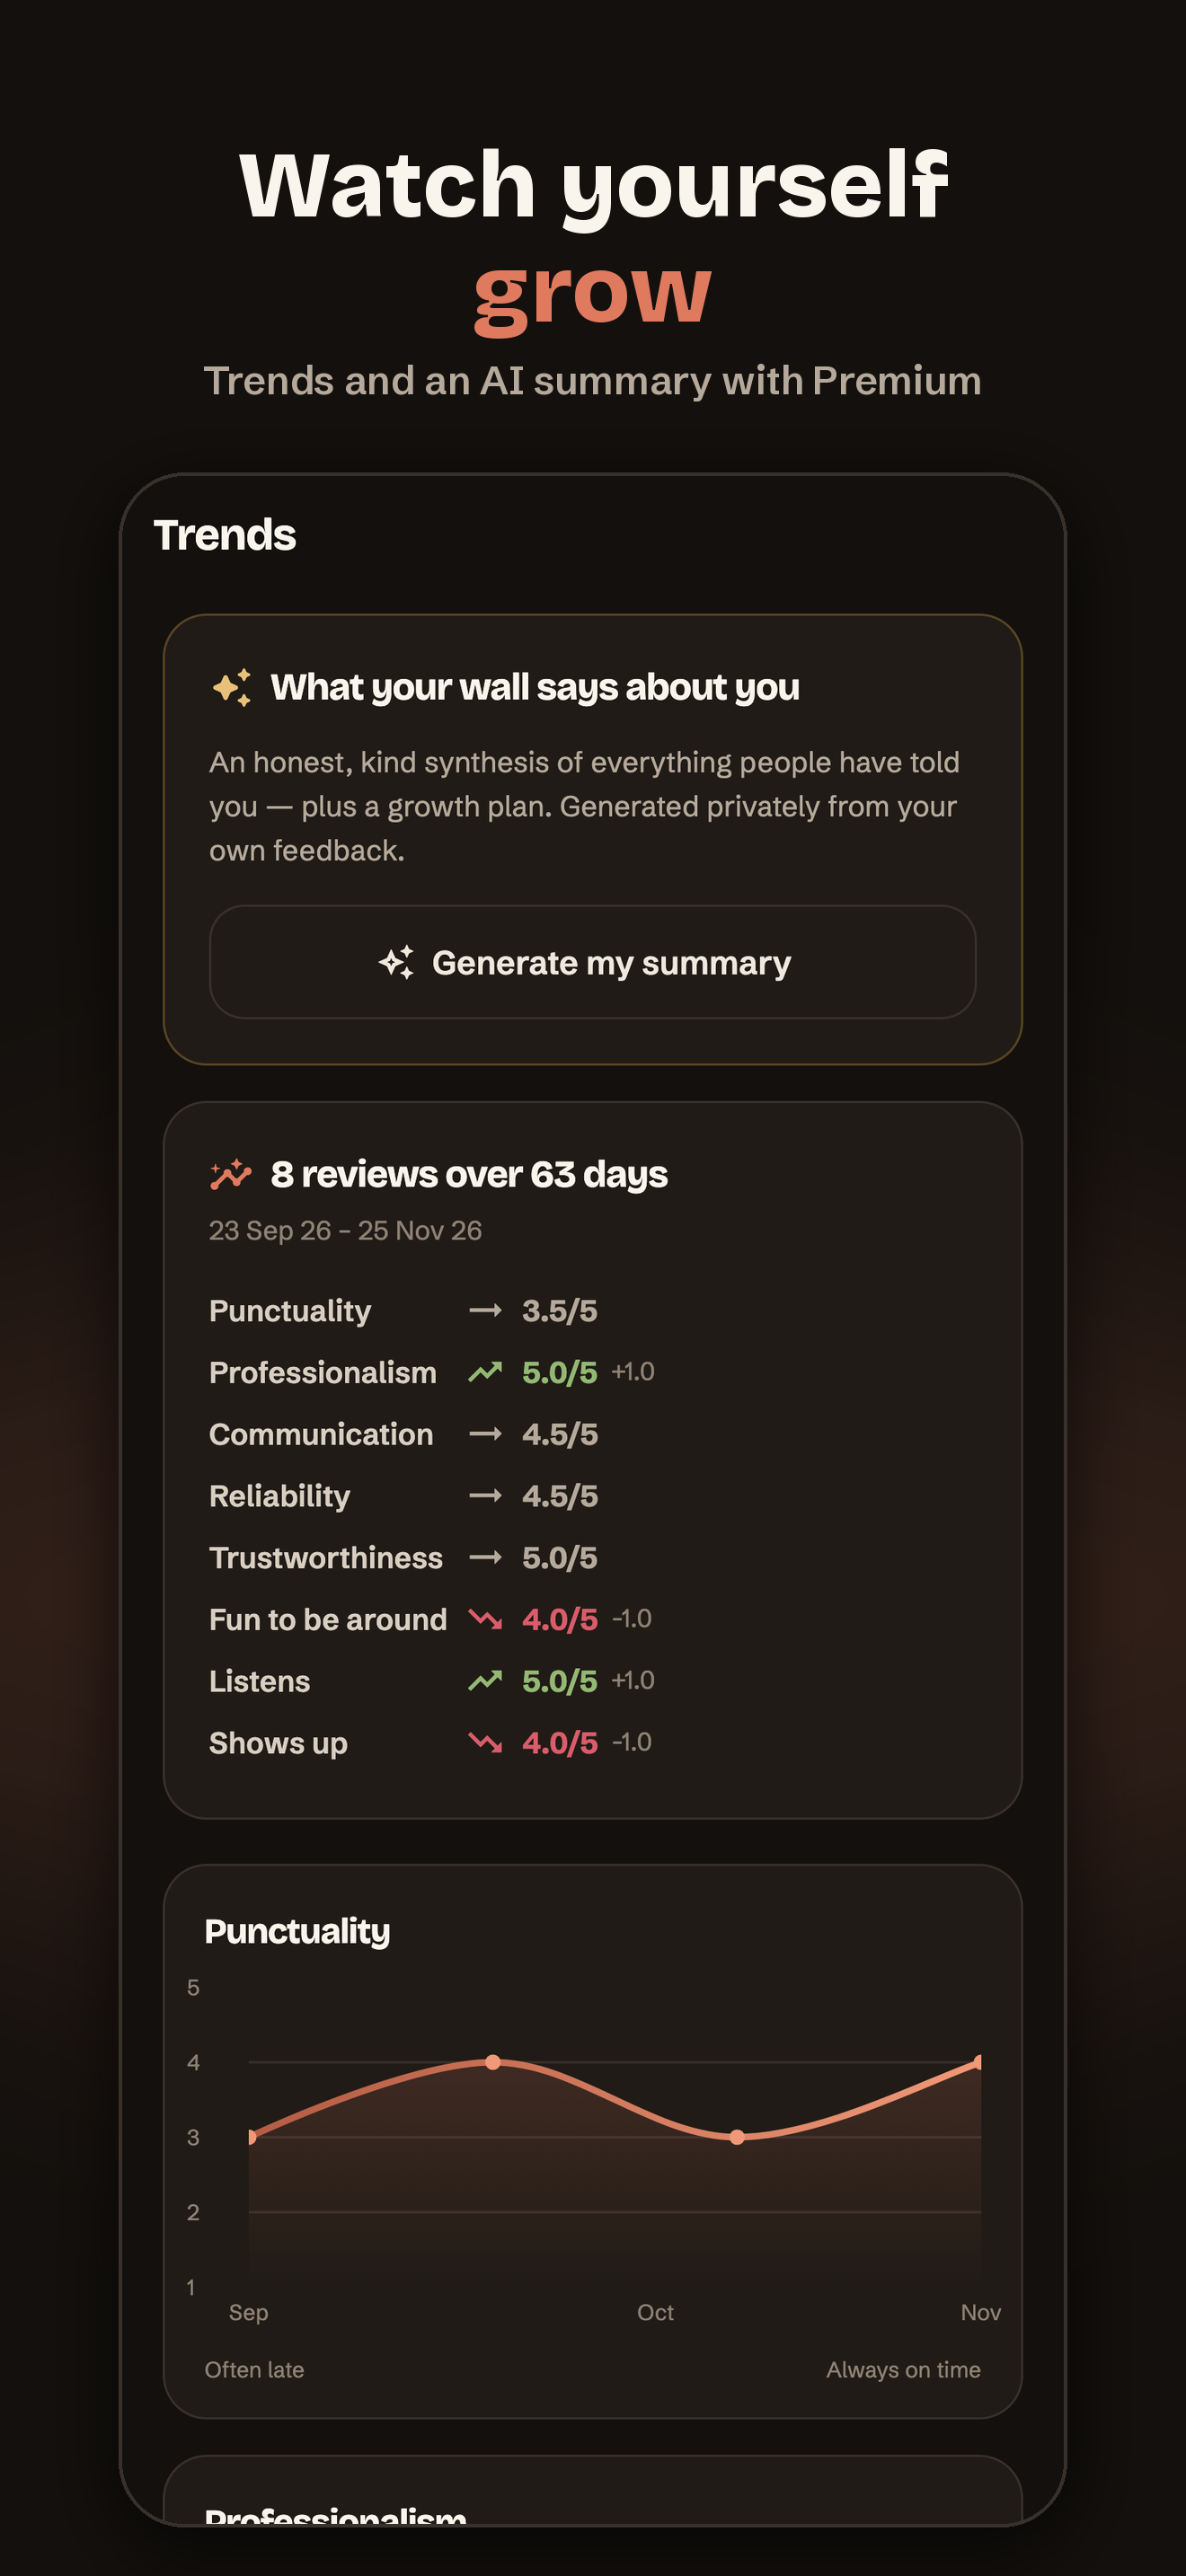 Watch yourself
grow
Trends and an AI summary with Premium
Trends
What your wall says about you
An honest, kind synthesis of everything people have told
you — plus a growth plan. Generated privately from your
own feedback.
Generate my summary
8 reviews over 63 days
23 Sep 26 – 25 Nov 26
Punctuality 3.5/5
Professionalism 5.0/5 +1.0
Communication 4.5/5
Reliability 4.5/5
Trustworthiness 5.0/5
Fun to be around 4.0/5 -1.0
Listens 5.0/5 +1.0
Shows up 4.0/5 -1.0
Punctuality
5
4
3
2
1
Sep Oct Nov
Often late Always on time
Professionalism